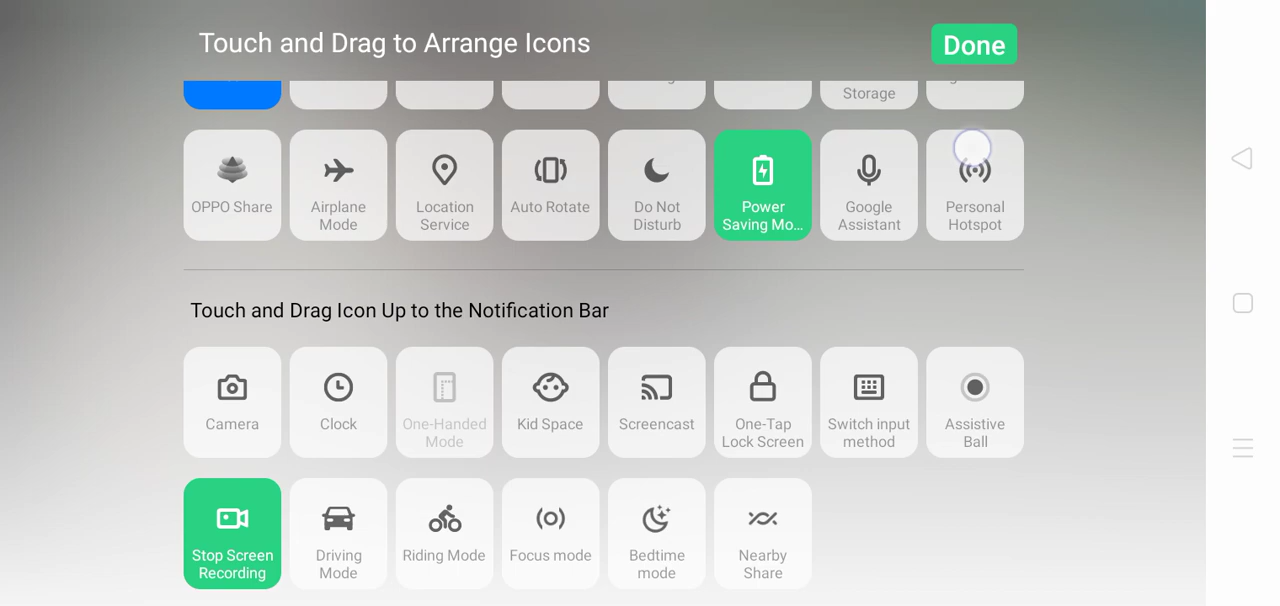 Touch and Drag to Arrange Icons
Done
Storage
OPPO Share
Airplane
Mode
Location
Service
Auto Rotate
Do Not
Disturb
Power
Saving Mo...
Google
Assistant
Personal
Hotspot
Touch and Drag Icon Up to the Notification Bar
Camera
Clock
One-Handed
Mode
Kid Space
Screencast
One-Tap
Lock Screen
Switch input
method
Assistive
Ball
Stop Screen
Recording
Driving
Mode
Riding Mode
Focus mode
Bedtime
mode
Nearby
Share